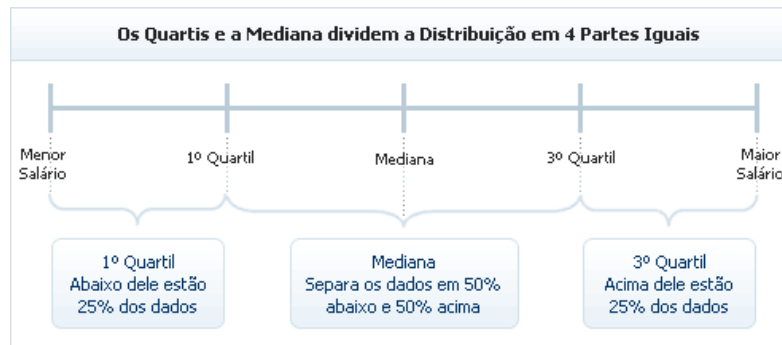 Os Quartis e a Mediana dividem a Distribuição em 4 Partes Iguais
Menor
Salário
1º Quartil
Mediana
3º Quartil
Maior
Salário
1º Quartil
Abaixo dele estão
25% dos dados
Mediana
Separa os dados em 50%
abaixo e 50% acima
3º Quartil
Acima dele estão
25% dos dados